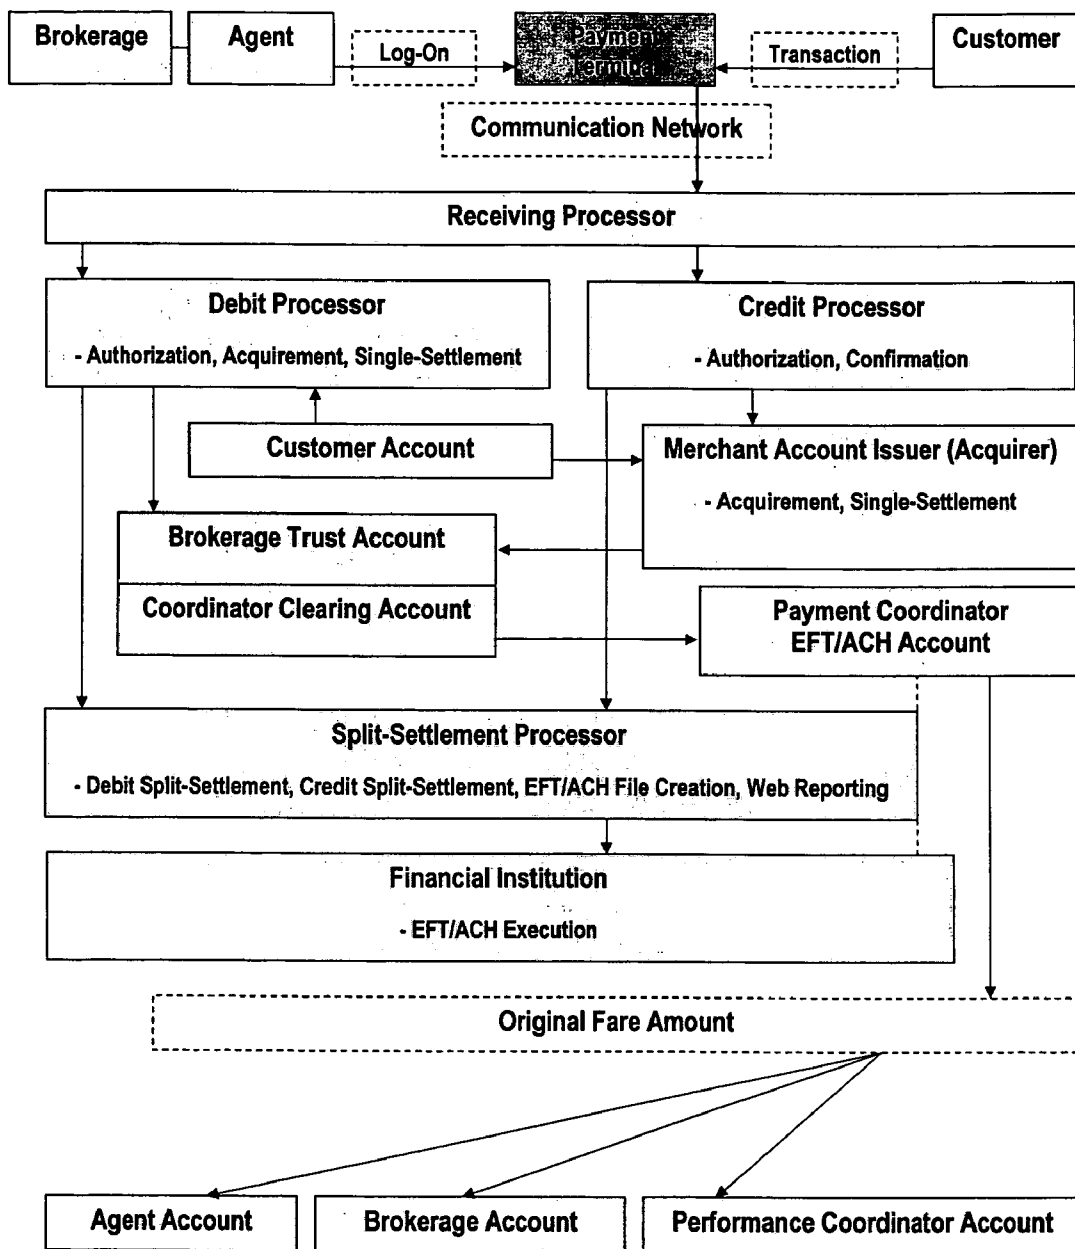 Brokerage
Agent
Log-On
Payment
Terminal
Transaction
Customer
Communication Network
Receiving Processor
Debit Processor
- Authorization, Acquirement, Single-Settlement
Credit Processor
- Authorization, Confirmation
Customer Account
Merchant Account Issuer (Acquirer)
- Acquirement, Single-Settlement
Brokerage Trust Account
Coordinator Clearing Account
Payment Coordinator
EFT/ACH Account
Split-Settlement Processor
- Debit Split-Settlement, Credit Split-Settlement, EFT/ACH File Creation, Web Reporting
Financial Institution
- EFT/ACH Execution
Original Fare Amount
Agent Account
Brokerage Account
Performance Coordinator Account